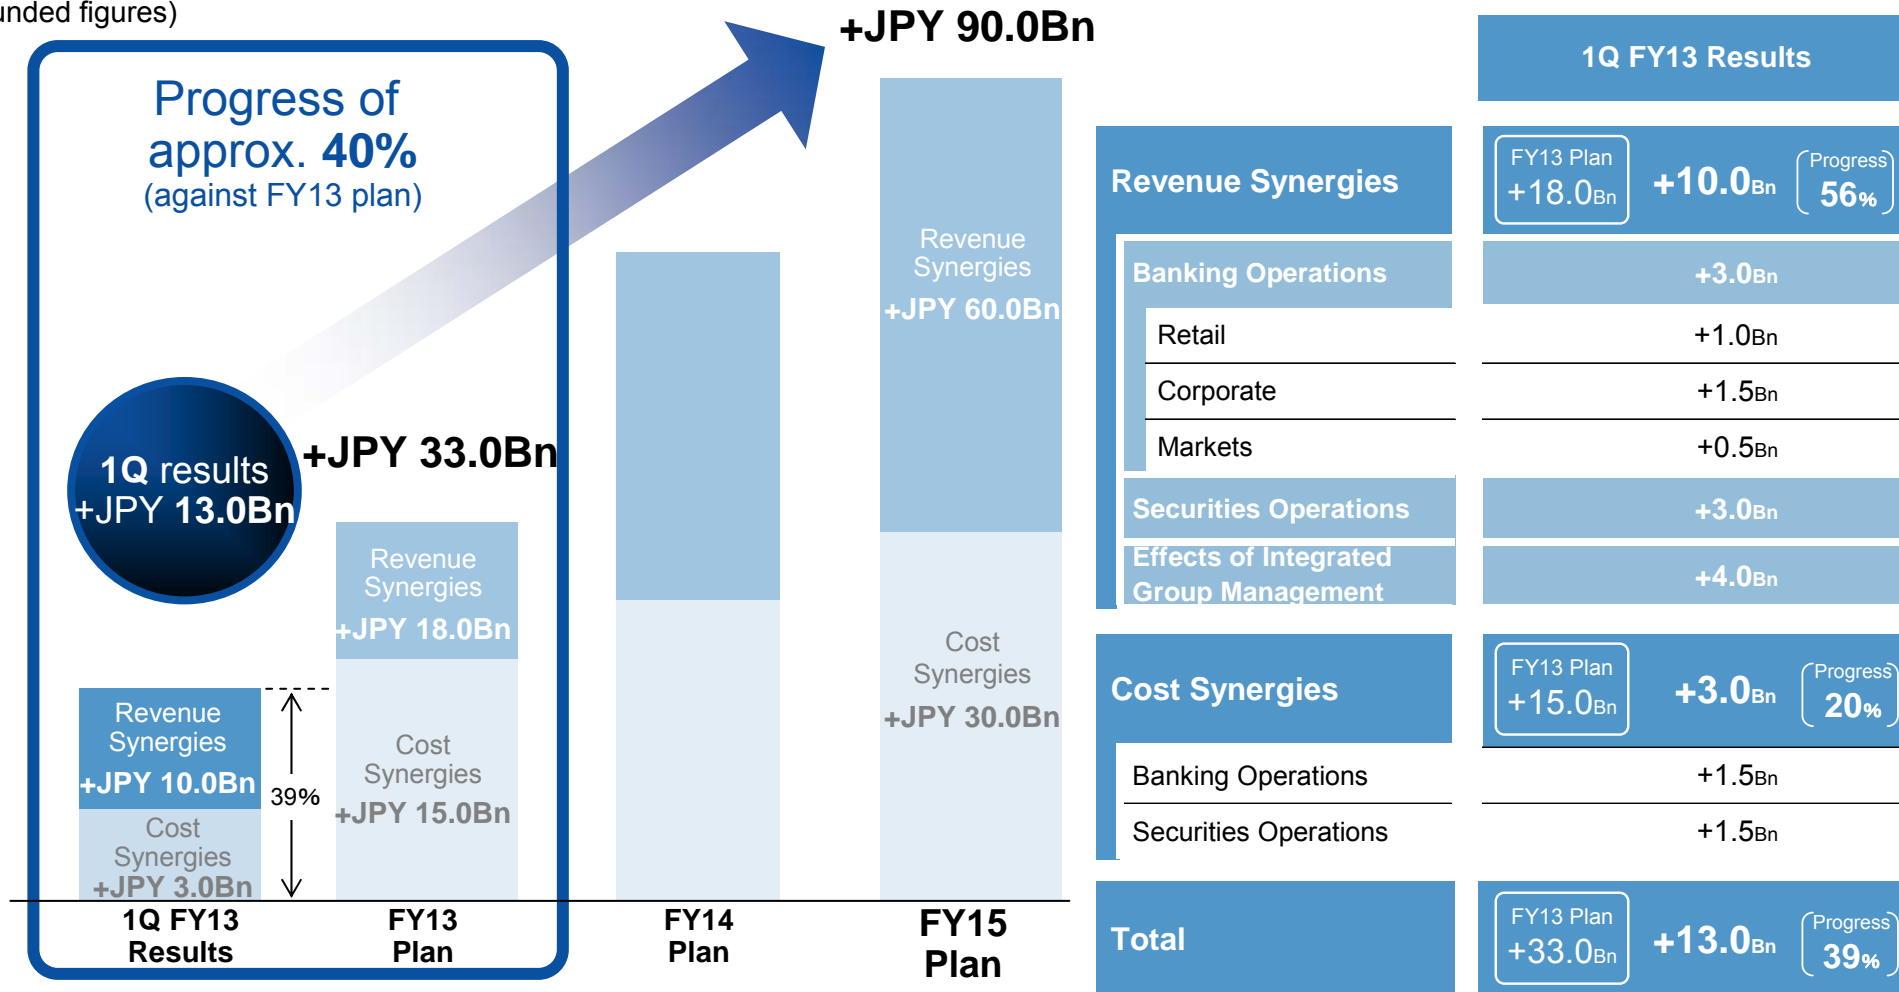 figures)
+JPY 90.0Bn
Progress of
approx. 40%
(against FY13 plan)
1Q results
+JPY 13.0Bn
+JPY 33.0Bn
Revenue
Synergies
+JPY 10.0Bn
Cost
Synergies
+JPY 3.0Bn
39%
Revenue
Synergies
+JPY 18.0Bn
Cost
Synergies
+JPY 15.0Bn
Revenue
Synergies
+JPY 60.0Bn
Cost
Synergies
+JPY 30.0Bn
1Q FY13
Results
FY13
Plan
FY14
Plan
FY15
Plan
1Q FY13 Results
Revenue Synergies
FY13 Plan
+18.0Bn
+10.0Bn
Progress
56%
Banking Operations
+3.0Bn
Retail
+1.0Bn
Corporate
+1.5Bn
Markets
+0.5Bn
Securities Operations
+3.0Bn
Effects of Integrated
Group Management
+4.0Bn
Cost Synergies
FY13 Plan
+15.0Bn
+3.0Bn
Progress
20%
Banking Operations
+1.5Bn
Securities Operations
+1.5Bn
Total
FY13 Plan
+33.0Bn
+13.0Bn
Progress
39%